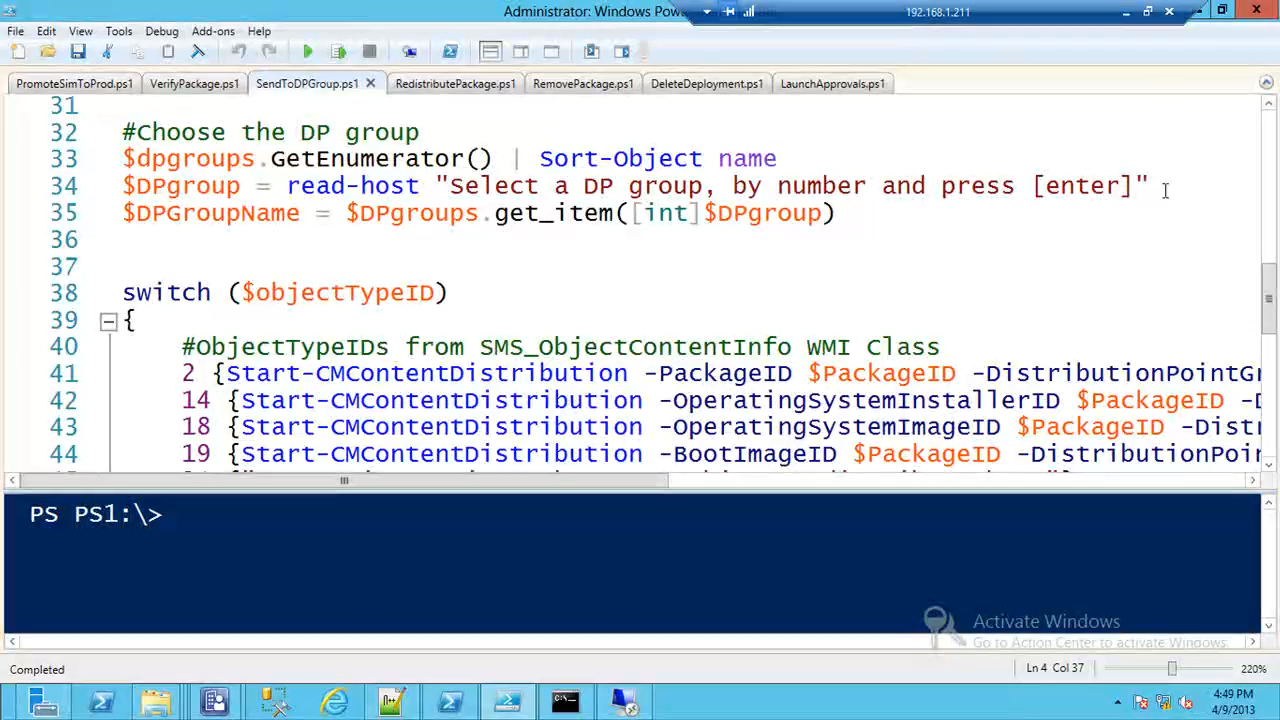 Administrator: Windows Pow
192.168.1.211
File Edit View Tools Debug Add-ons Help
PromoteSimToProd.ps1 VerifyPackage.ps1 SendToDPGroup.ps1 RedistributePackage.ps1 RemovePackage.ps1 DeleteDeployment.ps1 LaunchApprovals.ps1
31
32 #Choose the DP group
33 $dpgroups.GetEnumerator() | Sort-Object name
34 $DPgroup = read-host "Select a DP group, by number and press [enter]"
35 $DPGroupName = $DPgroups.get_item([int]$DPgroup)
36
37
38 switch ($objectTypeID)
39 {
40 #ObjectTypeIDs from SMS_ObjectContentInfo WMI Class
41 2 {Start-CMContentDistribution -PackageID $PackageID -DistributionPointGr
42 14 {Start-CMContentDistribution -OperatingSystemInstallerID $PackageID -D
43 18 {Start-CMContentDistribution -OperatingSystemImageID $PackageID -Distr
44 19 {Start-CMContentDistribution -BootImageID $PackageID -DistributionPoin
PS PS1:\>
Activate Windows
Go to Action Center to activate Windows.
Completed
Ln 4 Col 37
220%
4:49 PM
4/9/2013